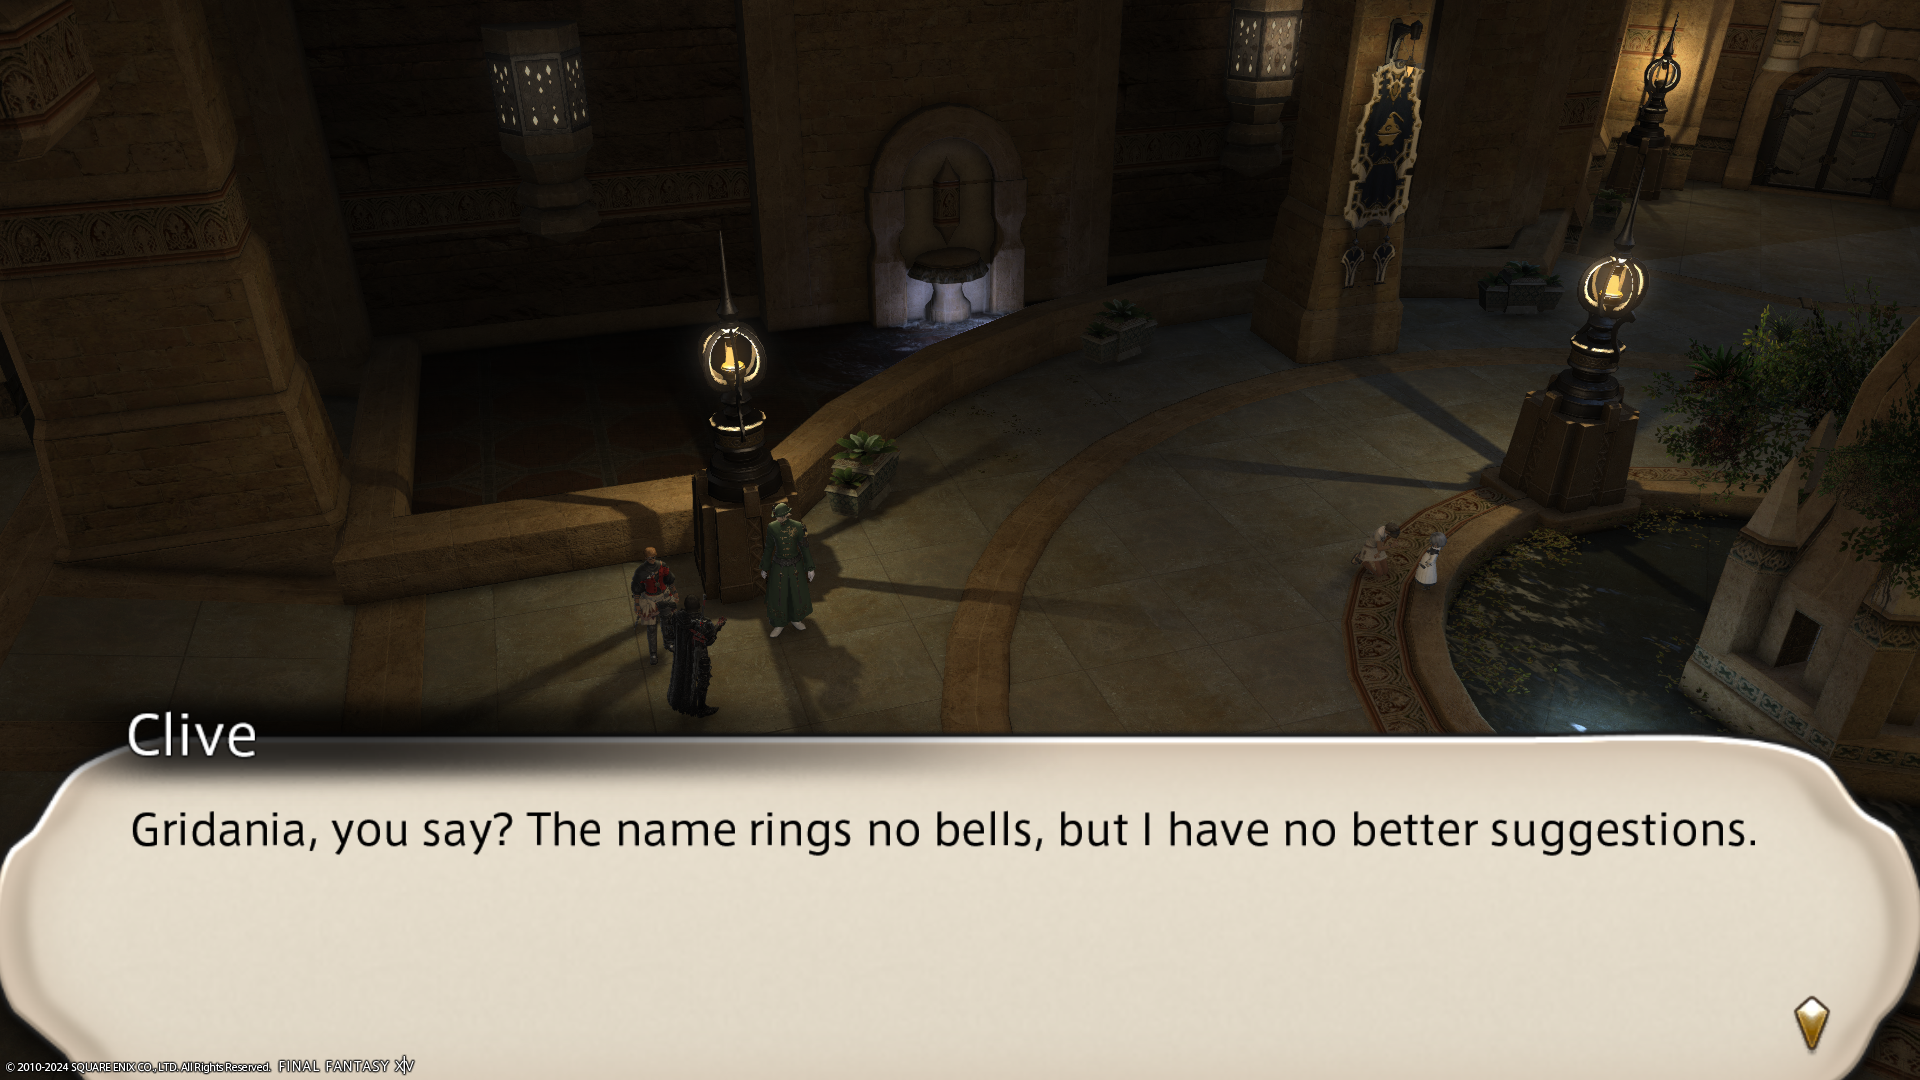 Clive
Gridania, you say? The name rings no bells, but I have no better suggestions.
© 2010-2024 SQUARE ENIX CO., LTD. All Rights Reserved. FINAL FANTASY XIV